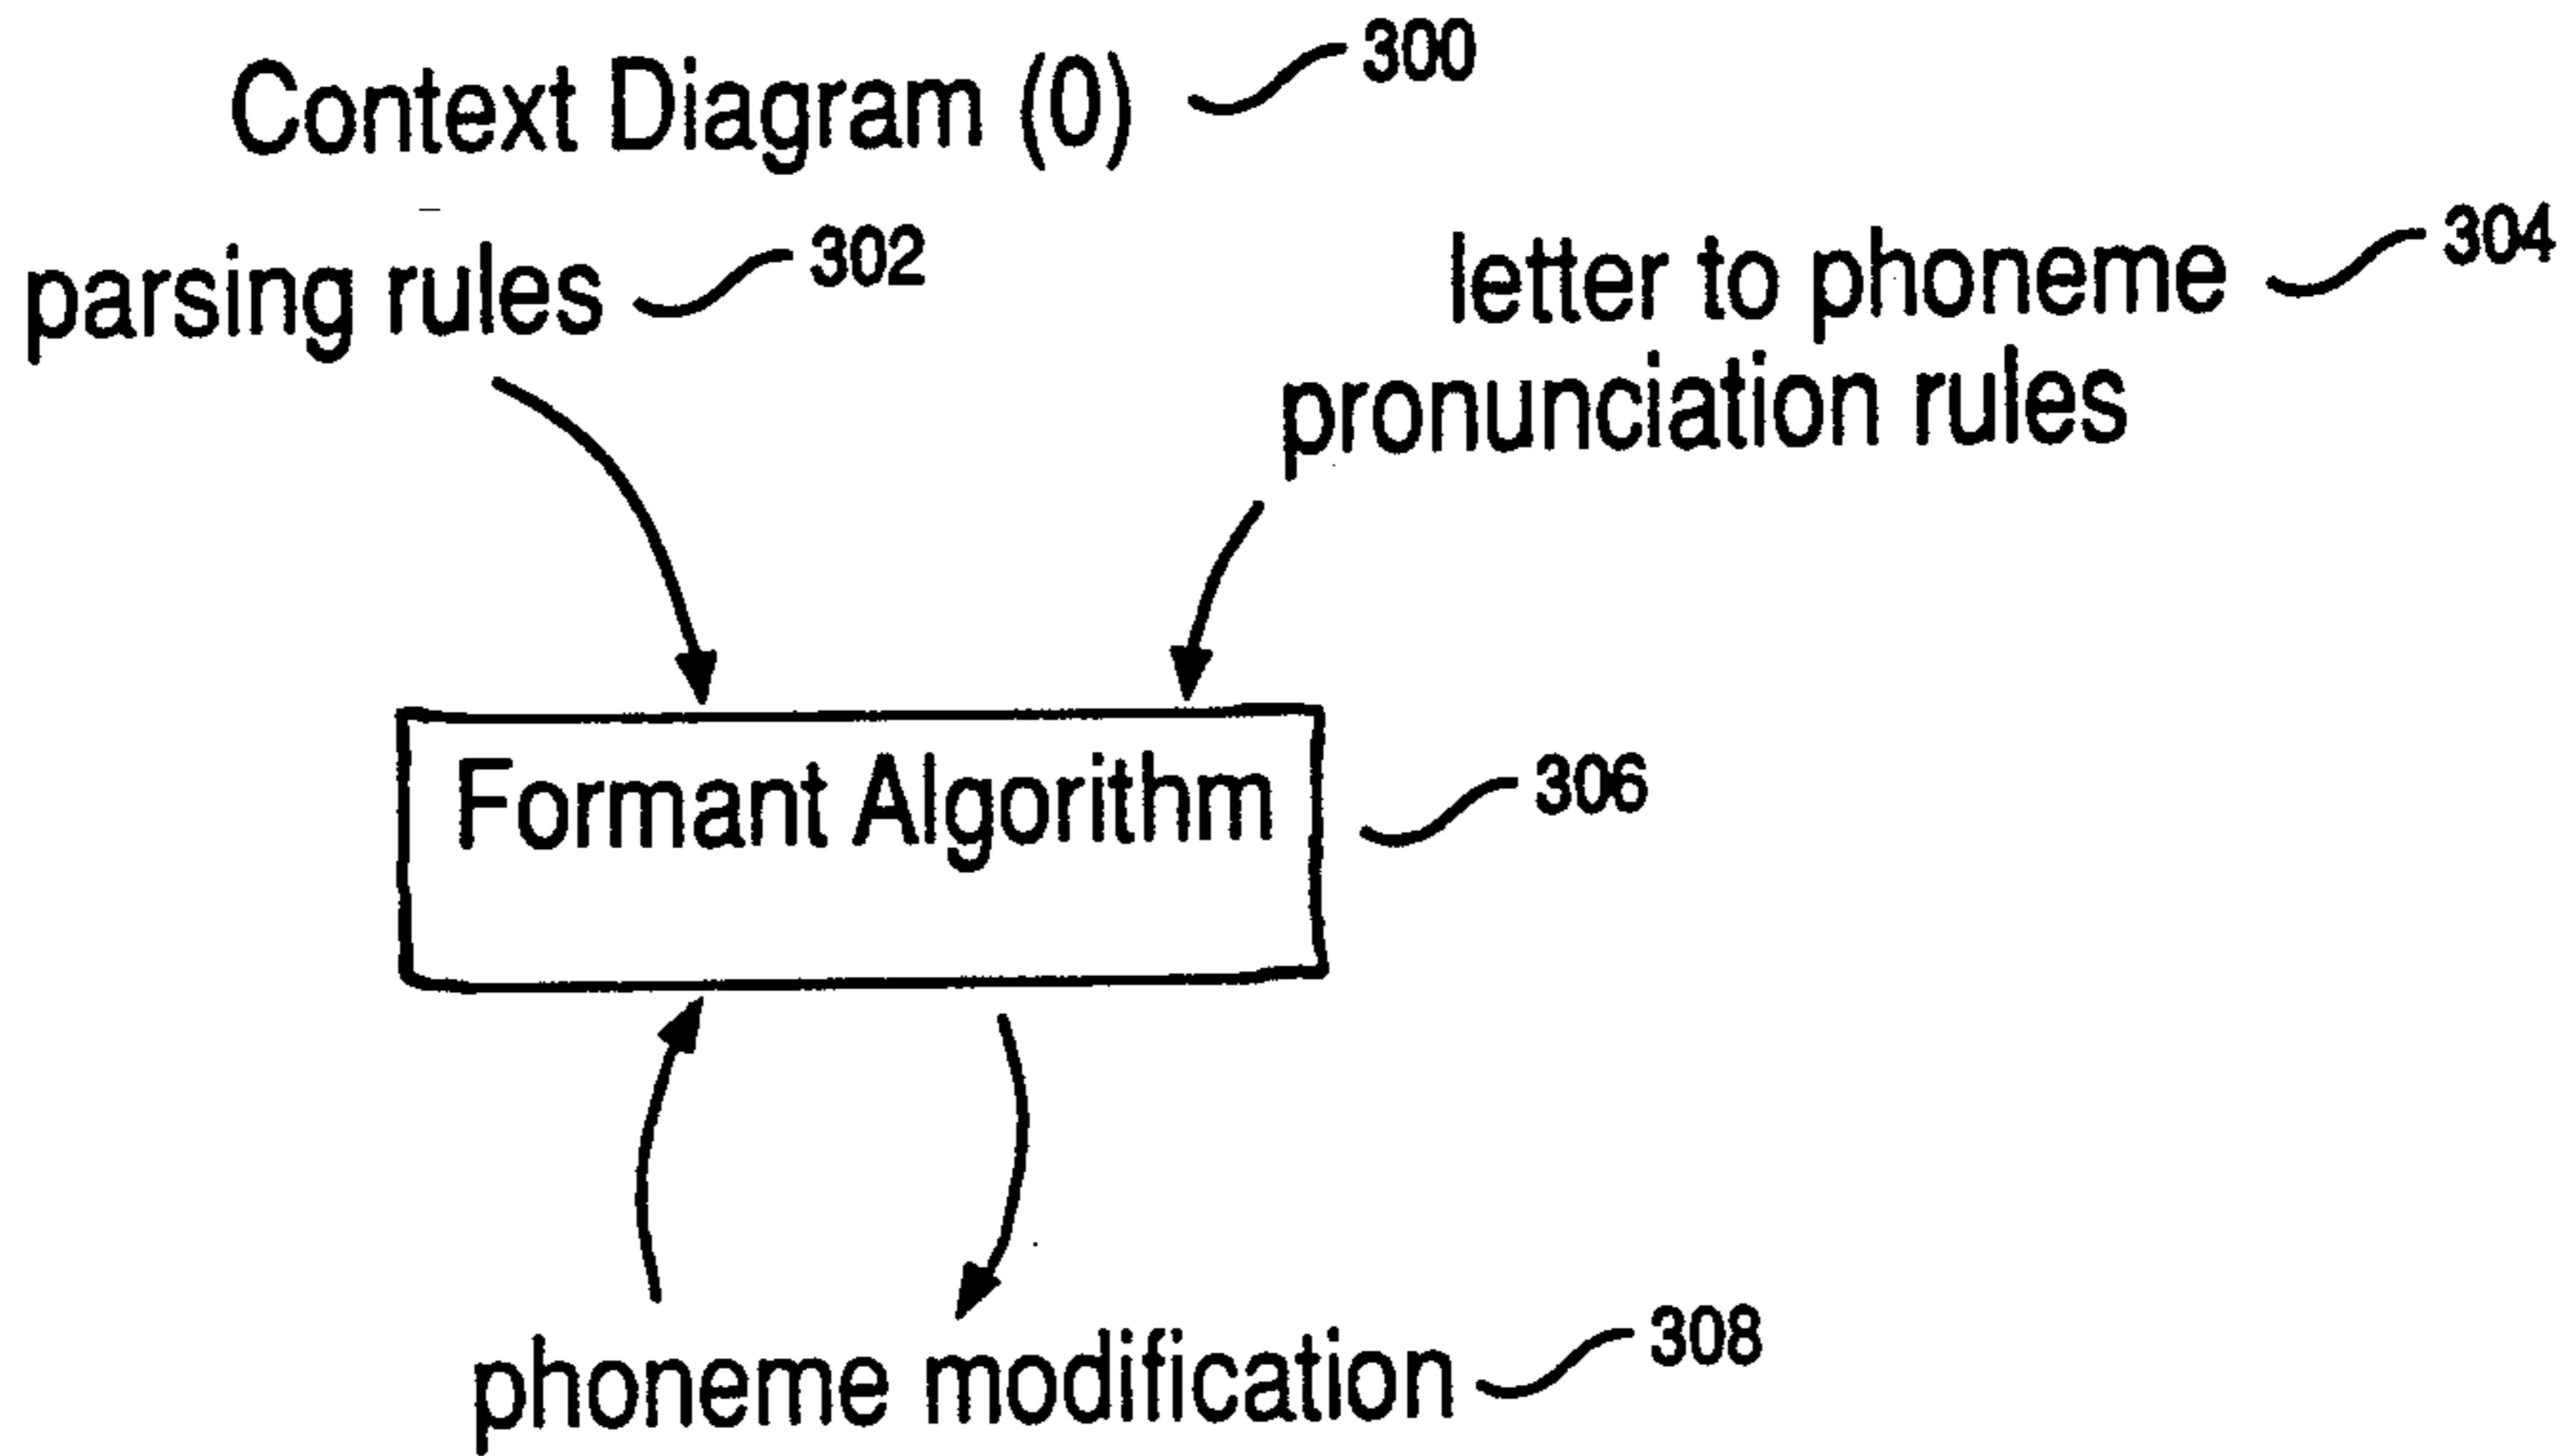 Context Diagram (0) 300
parsing rules 302
letter to phoneme 304
pronunciation rules
Formant Algorithm 306
phoneme modification 308